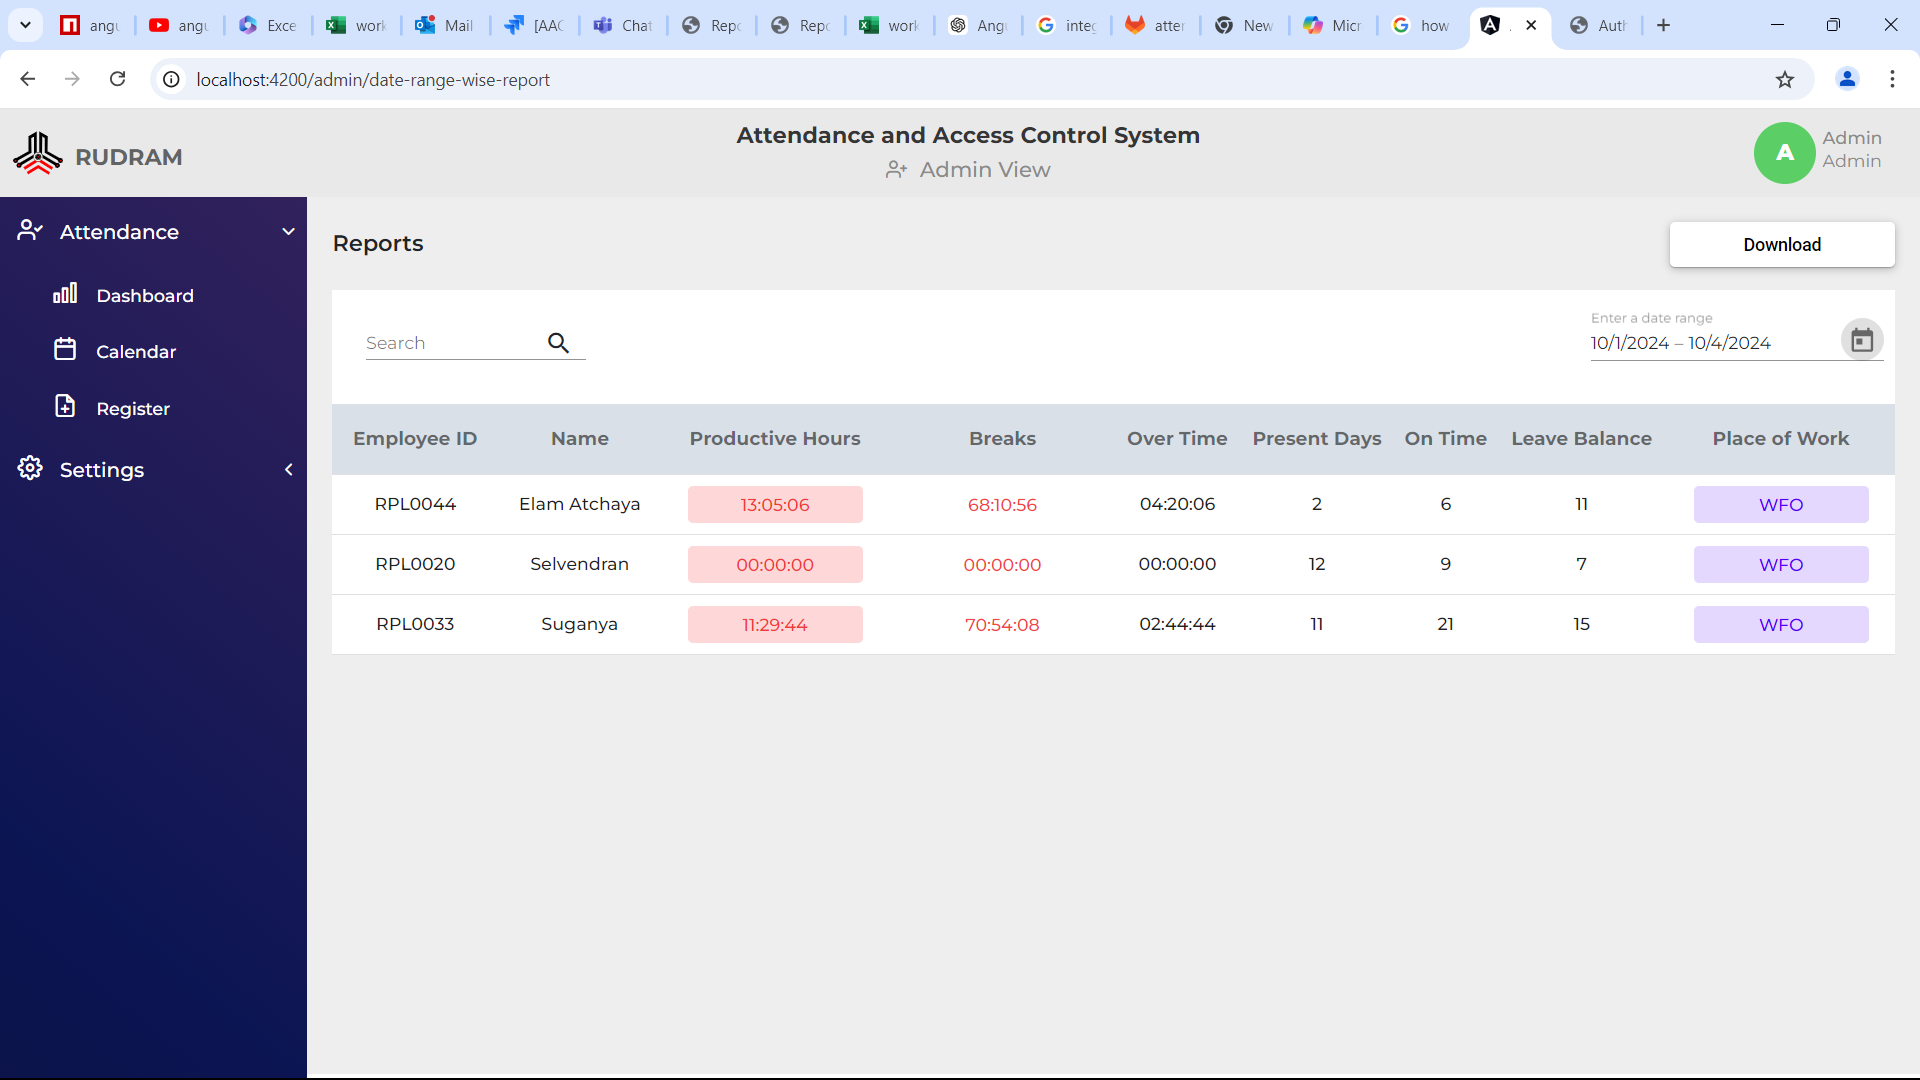 angu
angu
Exce
work
Mail
[AAC
Chat
Repo
Repo
work
Angu
integ
atten
New
Micr
how
Auth
localhost:4200/admin/date-range-wise-report
RUDRAM
Attendance and Access Control System
Admin View
A
Admin
Admin
Attendance
Dashboard
Calendar
Register
Settings
Reports
Download
Search
Enter a date range
10/1/2024 – 10/4/2024
Employee ID Name Productive Hours Breaks Over Time Present Days On Time Leave Balance Place of Work
RPL0044 Elam Atchaya 13:05:06 68:10:56 04:20:06 2 6 11 WFO
RPL0020 Selvendran 00:00:00 00:00:00 00:00:00 12 9 7 WFO
RPL0033 Suganya 11:29:44 70:54:08 02:44:44 11 21 15 WFO